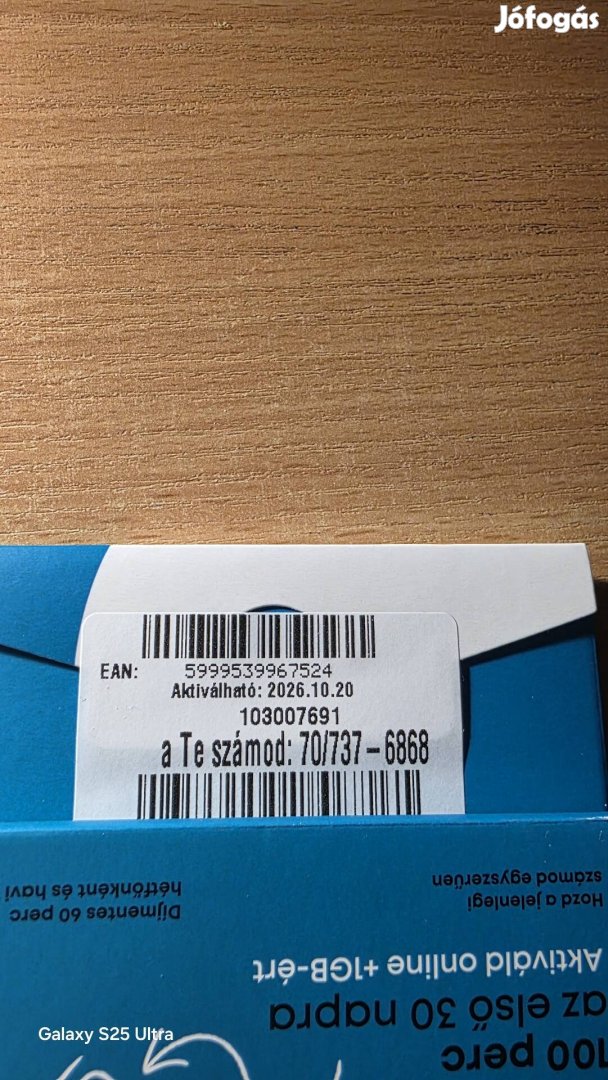 Jófogás
EAN: 5999539967524
Aktiválható: 2026.10.20
103007691
a Te számod: 70/737-6868
100 perc
az első 30 napra
Aktiváld online +1GB-ért
Hozd a jelenlegi
számod egyszerűen
Díjmentes 60 perc
hétfőnként és havi
Galaxy S25 Ultra